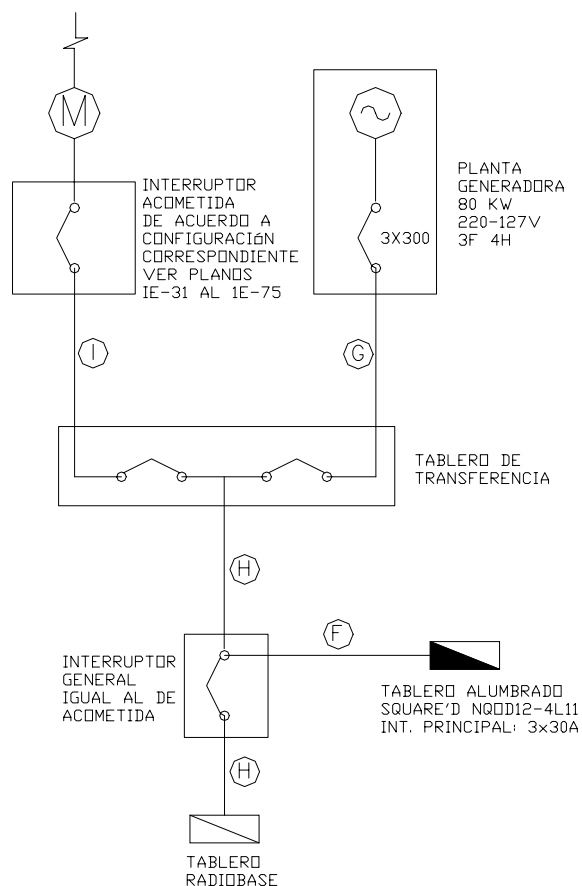 M
INTERRUPTOR
ACOMETIDA
DE ACUERDO A
CONFIGURACIóN
CORRESPONDIENTE
VER PLANOS
IE-31 AL 1E-75
3X300
PLANTA
GENERADORA
80 KW
220-127V
3F 4H
I
G
TABLERO DE
TRANSFERENCIA
H
F
INTERRUPTOR
GENERAL
IGUAL AL DE
ACOMETIDA
TABLERO ALUMBRADO
SQUARE'D NQOD12-4L11
INT. PRINCIPAL: 3x30A
H
TABLERO
RADIOBASE